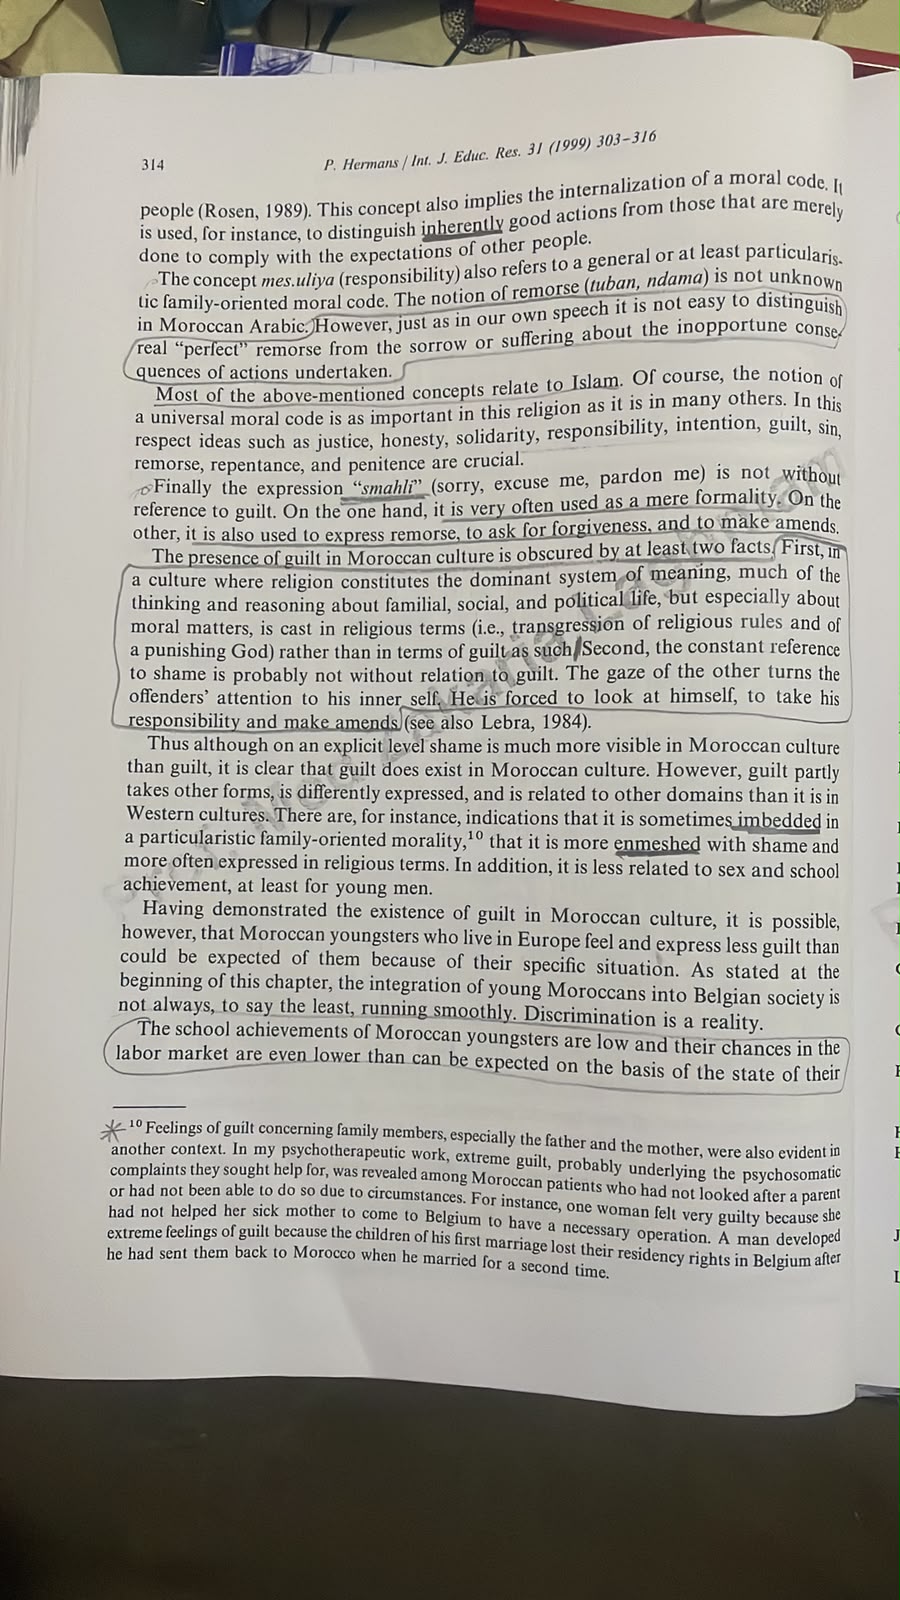 314
P. Hermans / Int. J. Educ. Res. 31 (1999) 303–316
people (Rosen, 1989). This concept also implies the internalization of a moral code. It
is used, for instance, to distinguish inherently good actions from those that are merely
done to comply with the expectations of other people.
The concept mes.uliya (responsibility) also refers to a general or at least particularis-
tic family-oriented moral code. The notion of remorse (tuban, ndama) is not unknown
in Moroccan Arabic. However, just as in our own speech it is not easy to distinguish
real “perfect” remorse from the sorrow or suffering about the inopportune conse-
quences of actions undertaken.
Most of the above-mentioned concepts relate to Islam. Of course, the notion of
a universal moral code is as important in this religion as it is in many others. In this
respect ideas such as justice, honesty, solidarity, responsibility, intention, guilt, sin,
remorse, repentance, and penitence are crucial.
Finally the expression “smahli” (sorry, excuse me, pardon me) is not without
reference to guilt. On the one hand, it is very often used as a mere formality. On the
other, it is also used to express remorse, to ask for forgiveness, and to make amends.
The presence of guilt in Moroccan culture is obscured by at least two facts. First, in
a culture where religion constitutes the dominant system of meaning, much of the
thinking and reasoning about familial, social, and political life, but especially about
moral matters, is cast in religious terms (i.e., transgression of religious rules and of
a punishing God) rather than in terms of guilt as such. Second, the constant reference
to shame is probably not without relation to guilt. The gaze of the other turns the
offenders' attention to his inner self. He is forced to look at himself, to take his
responsibility and make amends (see also Lebra, 1984).
Thus although on an explicit level shame is much more visible in Moroccan culture
than guilt, it is clear that guilt does exist in Moroccan culture. However, guilt partly
takes other forms, is differently expressed, and is related to other domains than it is in
Western cultures. There are, for instance, indications that it is sometimes imbedded in
a particularistic family-oriented morality,¹⁰ that it is more enmeshed with shame and
more often expressed in religious terms. In addition, it is less related to sex and school
achievement, at least for young men.
Having demonstrated the existence of guilt in Moroccan culture, it is possible,
however, that Moroccan youngsters who live in Europe feel and express less guilt than
could be expected of them because of their specific situation. As stated at the
beginning of this chapter, the integration of young Moroccans into Belgian society is
not always, to say the least, running smoothly. Discrimination is a reality.
The school achievements of Moroccan youngsters are low and their chances in the
labor market are even lower than can be expected on the basis of the state of their
¹⁰ Feelings of guilt concerning family members, especially the father and the mother, were also evident in
another context. In my psychotherapeutic work, extreme guilt, probably underlying the psychosomatic
complaints they sought help for, was revealed among Moroccan patients who had not looked after a parent
or had not been able to do so due to circumstances. For instance, one woman felt very guilty because she
had not helped her sick mother to come to Belgium to have a necessary operation. A man developed
extreme feelings of guilt because the children of his first marriage lost their residency rights in Belgium after
he had sent them back to Morocco when he married for a second time.